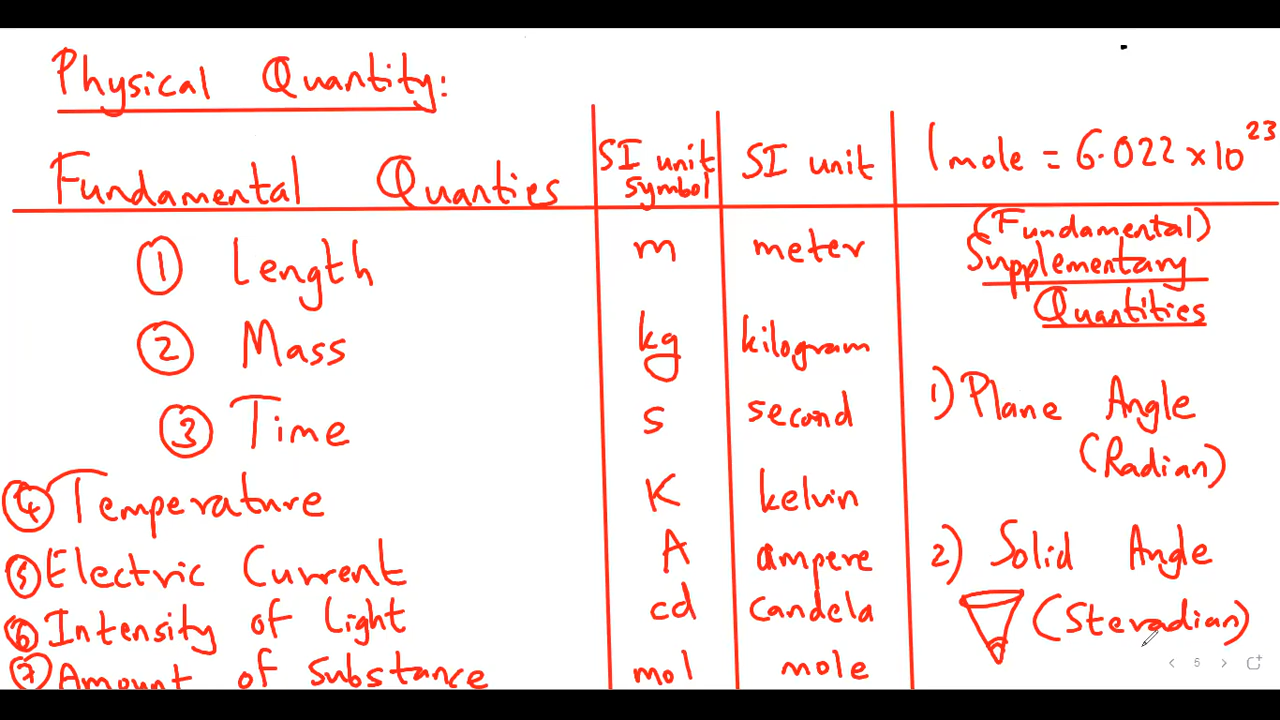 Physical Quantity:
Fundamental Quanties SI unit symbol SI unit 1 mole = 6.022 × 10^23
① Length m meter
② Mass kg kilogram
③ Time s second
④ Temperature K kelvin
⑤ Electric Current A ampere
⑥ Intensity of Light cd candela
⑦ Amount of substance mol mole
(Fundamental)
Supplementary
Quantities
1) Plane Angle
(Radian)
2) Solid Angle
(Steradian)
5